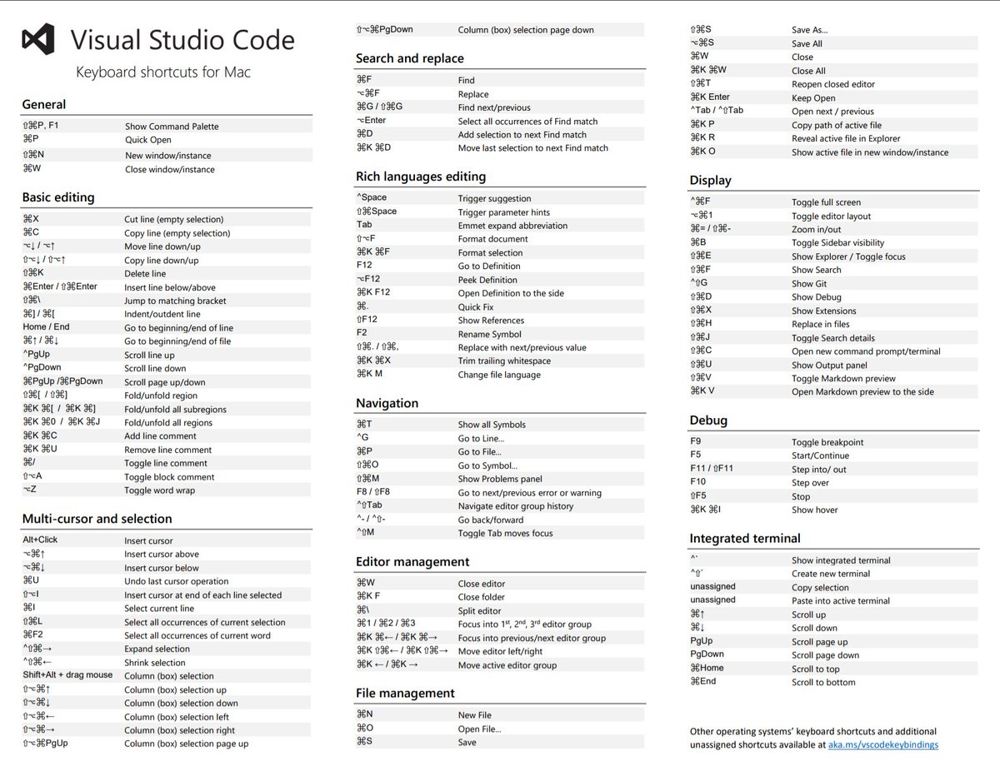 Visual Studio Code
Keyboard shortcuts for Mac
General
⇧⌘P, F1 Show Command Palette
⌘P Quick Open
⇧⌘N New window/instance
⌘W Close window/instance
Basic editing
⌘X Cut line (empty selection)
⌘C Copy line (empty selection)
⌥↓ / ⌥↑ Move line down/up
⇧⌥↓ / ⇧⌥↑ Copy line down/up
⇧⌘K Delete line
⌘Enter / ⇧⌘Enter Insert line below/above
⇧⌘\ Jump to matching bracket
⌘] / ⌘[ Indent/outdent line
Home / End Go to beginning/end of line
⌘↑ / ⌘↓ Go to beginning/end of file
^PgUp Scroll line up
^PgDown Scroll line down
⌘PgUp /⌘PgDown Scroll page up/down
⇧⌘[ / ⇧⌘] Fold/unfold region
⌘K ⌘[ / ⌘K ⌘] Fold/unfold all subregions
⌘K ⌘0 / ⌘K ⌘J Fold/unfold all regions
⌘K ⌘C Add line comment
⌘K ⌘U Remove line comment
⌘/ Toggle line comment
⇧⌥A Toggle block comment
⌥Z Toggle word wrap
Multi-cursor and selection
Alt+Click Insert cursor
⌥⌘↑ Insert cursor above
⌥⌘↓ Insert cursor below
⌘U Undo last cursor operation
⇧⌥I Insert cursor at end of each line selected
⌘I Select current line
⇧⌘L Select all occurrences of current selection
⌘F2 Select all occurrences of current word
^⇧⌘→ Expand selection
^⇧⌘← Shrink selection
Shift+Alt + drag mouse Column (box) selection
⇧⌥⌘↑ Column (box) selection up
⇧⌥⌘↓ Column (box) selection down
⇧⌥⌘← Column (box) selection left
⇧⌥⌘→ Column (box) selection right
⇧⌥⌘PgUp Column (box) selection page up
⇧⌥⌘PgDown Column (box) selection page down
Search and replace
⌘F Find
⌥⌘F Replace
⌘G / ⇧⌘G Find next/previous
⌥Enter Select all occurrences of Find match
⌘D Add selection to next Find match
⌘K ⌘D Move last selection to next Find match
Rich languages editing
^Space Trigger suggestion
⇧⌘Space Trigger parameter hints
Tab Emmet expand abbreviation
⇧⌥F Format document
⌘K ⌘F Format selection
F12 Go to Definition
⌥F12 Peek Definition
⌘K F12 Open Definition to the side
⌘. Quick Fix
⇧F12 Show References
F2 Rename Symbol
⇧⌘. / ⇧⌘, Replace with next/previous value
⌘K ⌘X Trim trailing whitespace
⌘K M Change file language
Navigation
⌘T Show all Symbols
^G Go to Line...
⌘P Go to File...
⇧⌘O Go to Symbol...
⇧⌘M Show Problems panel
F8 / ⇧F8 Go to next/previous error or warning
^⇧Tab Navigate editor group history
^- / ^⇧- Go back/forward
^⇧M Toggle Tab moves focus
Editor management
⌘W Close editor
⌘K F Close folder
⌘\ Split editor
⌘1 / ⌘2 / ⌘3 Focus into 1st, 2nd, 3rd editor group
⌘K ⌘← / ⌘K ⌘→ Focus into previous/next editor group
⌘K ⇧⌘← / ⌘K ⇧⌘→ Move editor left/right
⌘K ← / ⌘K → Move active editor group
File management
⌘N New File
⌘O Open File...
⌘S Save
⇧⌘S Save As...
⌥⌘S Save All
⌘W Close
⌘K ⌘W Close All
⇧⌘T Reopen closed editor
⌘K Enter Keep Open
^Tab / ^⇧Tab Open next / previous
⌘K P Copy path of active file
⌘K R Reveal active file in Explorer
⌘K O Show active file in new window/instance
Display
^⌘F Toggle full screen
⌥⌘1 Toggle editor layout
⌘= / ⇧⌘- Zoom in/out
⌘B Toggle Sidebar visibility
⇧⌘E Show Explorer / Toggle focus
⇧⌘F Show Search
^⇧G Show Git
⇧⌘D Show Debug
⇧⌘X Show Extensions
⇧⌘H Replace in files
⇧⌘J Toggle Search details
⇧⌘C Open new command prompt/terminal
⇧⌘U Show Output panel
⇧⌘V Toggle Markdown preview
⌘K V Open Markdown preview to the side
Debug
F9 Toggle breakpoint
F5 Start/Continue
F11 / ⇧F11 Step into/ out
F10 Step over
⇧F5 Stop
⌘K ⌘I Show hover
Integrated terminal
^` Show integrated terminal
^⇧` Create new terminal
unassigned Copy selection
unassigned Paste into active terminal
⌘↑ Scroll up
⌘↓ Scroll down
PgUp Scroll page up
PgDown Scroll page down
⌘Home Scroll to top
⌘End Scroll to bottom
Other operating systems' keyboard shortcuts and additional
unassigned shortcuts available at aka.ms/vscodekeybindings